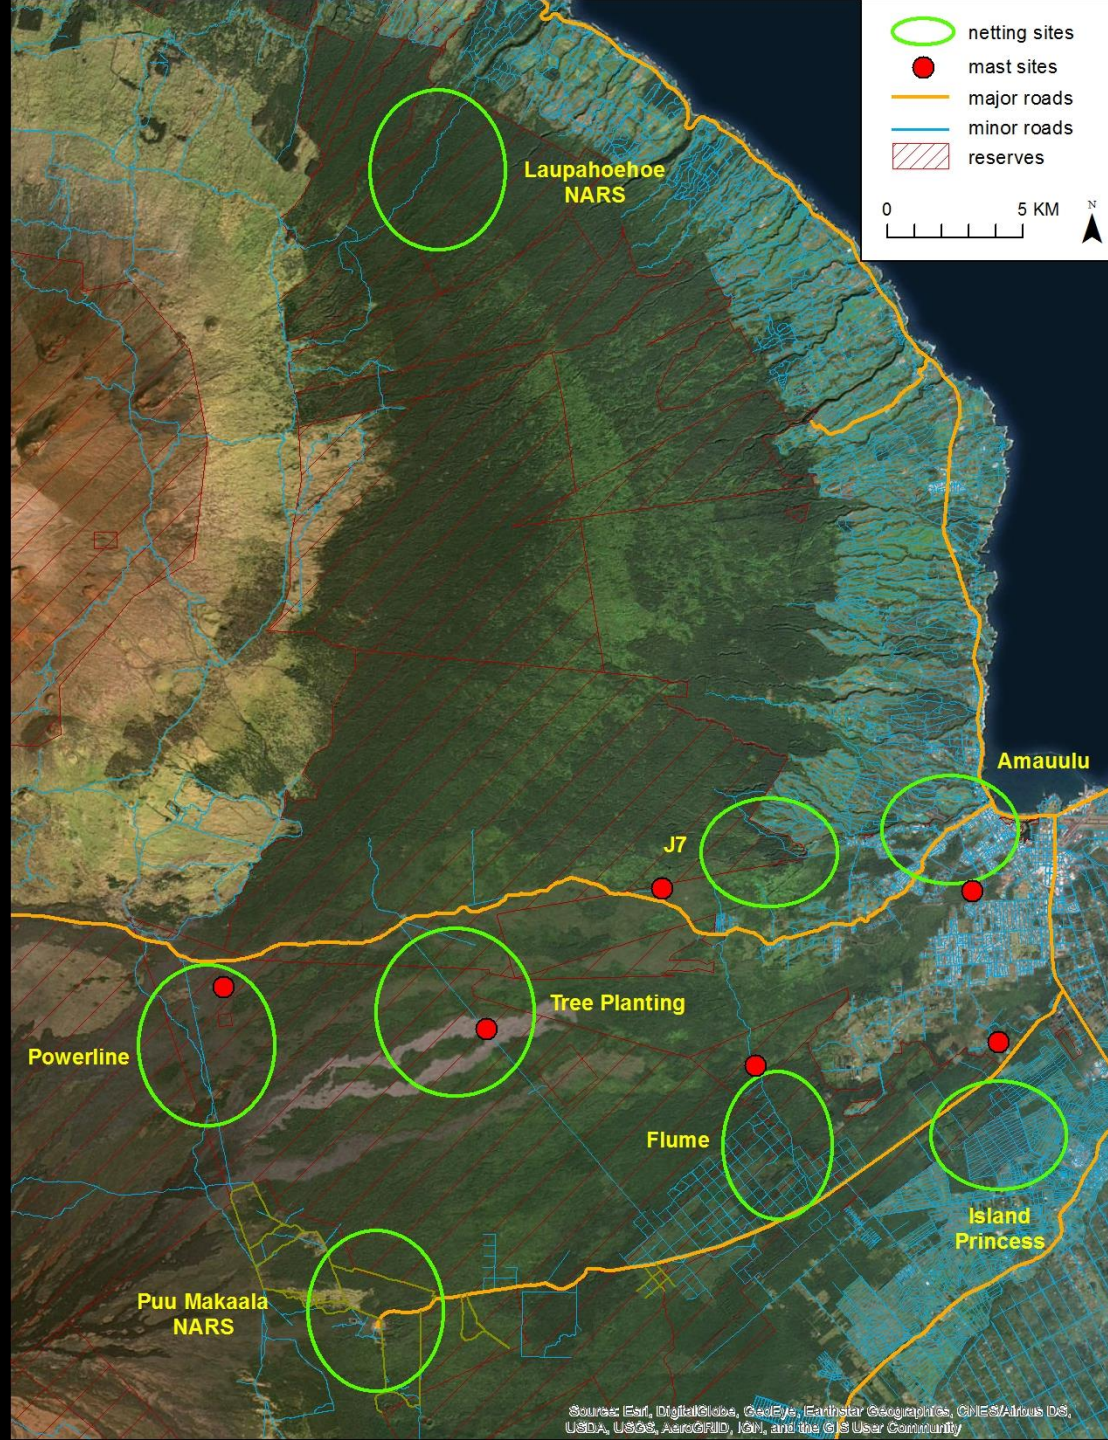 netting sites
mast sites
major roads
minor roads
reserves
0 5 KM
N
Laupahoehoe
NARS
Amauulu
J7
Tree Planting
Powerline
Flume
Island
Princess
Puu Makaala
NARS
Source: Esri, DigitalGlobe, GeoEye, Earthstar Geographics, CNES/Airbus DS,
USDA, USGS, AeroGRID, IGN, and the GIS User Community